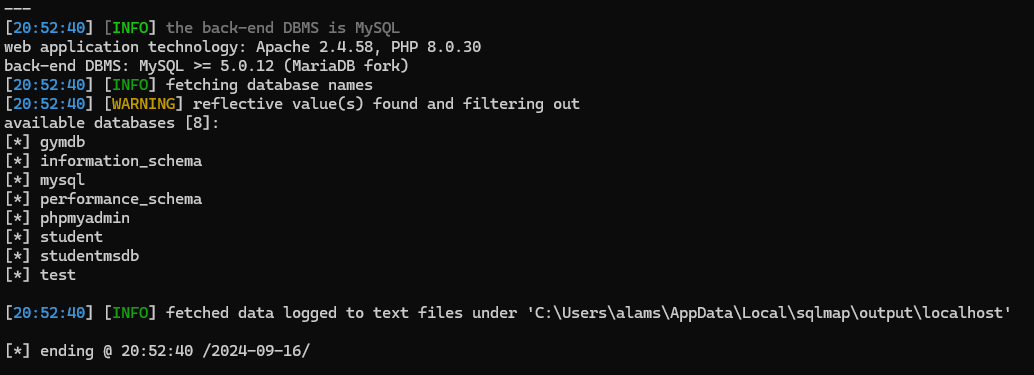 ---
[20:52:40] [INFO] the back-end DBMS is MySQL
web application technology: Apache 2.4.58, PHP 8.0.30
back-end DBMS: MySQL >= 5.0.12 (MariaDB fork)
[20:52:40] [INFO] fetching database names
[20:52:40] [WARNING] reflective value(s) found and filtering out
available databases [8]:
[*] gymdb
[*] information_schema
[*] mysql
[*] performance_schema
[*] phpmyadmin
[*] student
[*] studentmsdb
[*] test
[20:52:40] [INFO] fetched data logged to text files under 'C:\Users\alams\AppData\Local\sqlmap\output\localhost'
[*] ending @ 20:52:40 /2024-09-16/